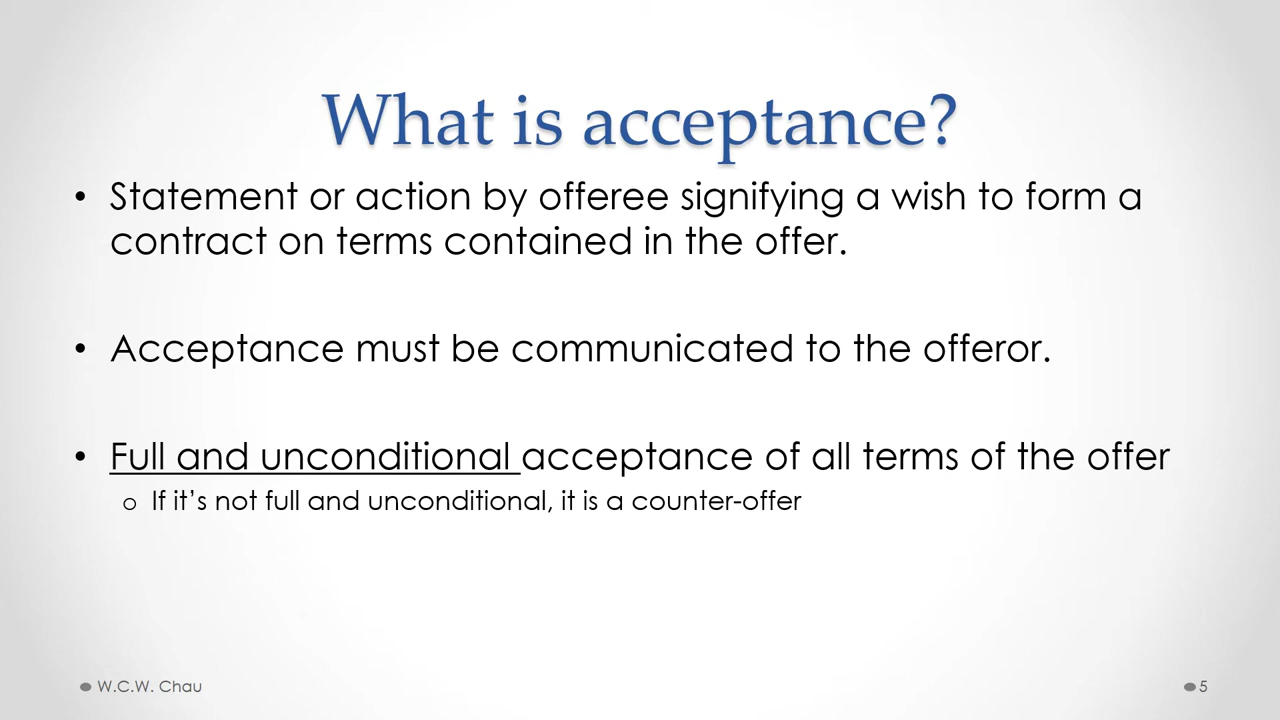 What is acceptance?
• Statement or action by offeree signifying a wish to form a
contract on terms contained in the offer.
• Acceptance must be communicated to the offeror.
• Full and unconditional acceptance of all terms of the offer
o If it’s not full and unconditional, it is a counter-offer
W.C.W. Chau
5